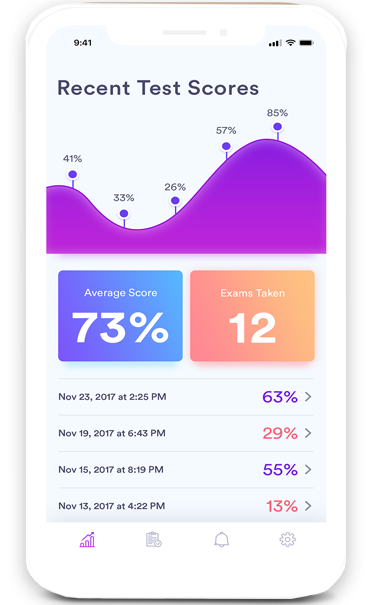 9:41
Recent Test Scores
85%
57%
41%
26%
33%
Average Score
73%
Exams Taken
12
Nov 23, 2017 at 2:25 PM 63%
Nov 19, 2017 at 6:43 PM 29%
Nov 15, 2017 at 8:19 PM 55%
Nov 13, 2017 at 4:22 PM 13%